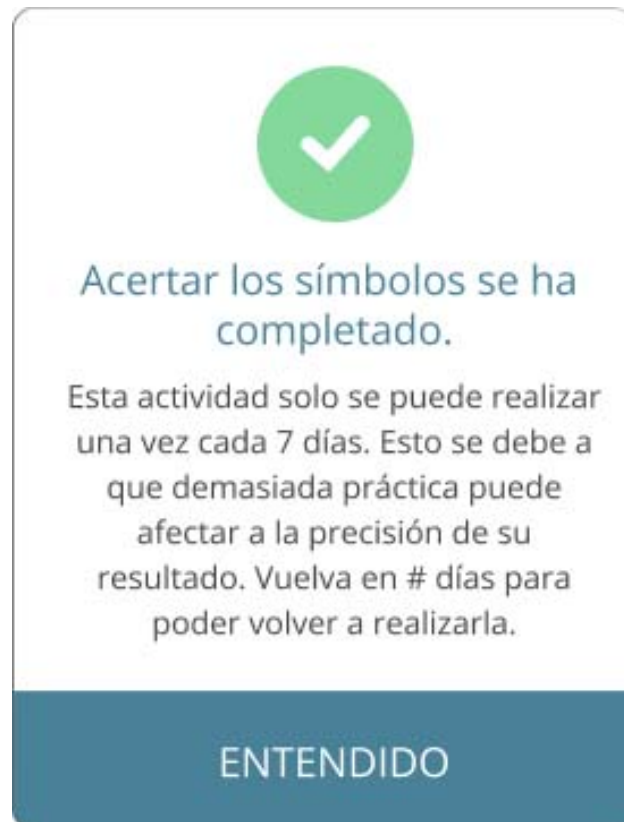 Acertar los símbolos se ha
completado.
Esta actividad solo se puede realizar
una vez cada 7 días. Esto se debe a
que demasiada práctica puede
afectar a la precisión de su
resultado. Vuelva en # días para
poder volver a realizarla.
ENTENDIDO